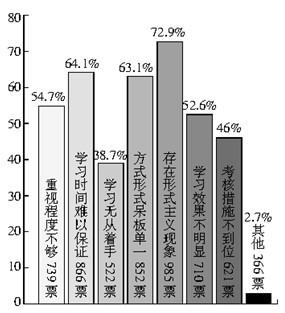 80
70
60
50
40
30
20
10
0
54.7%
64.1%
38.7%
63.1%
72.9%
52.6%
46%
2.7%
重视程度不够 739票
学习时间难以保证 866票
学习无从着手 522票
方式形式呆板单一 852票
存在形式主义现象 985票
学习效果不明显 710票
考核措施不到位 621票
其他 366票